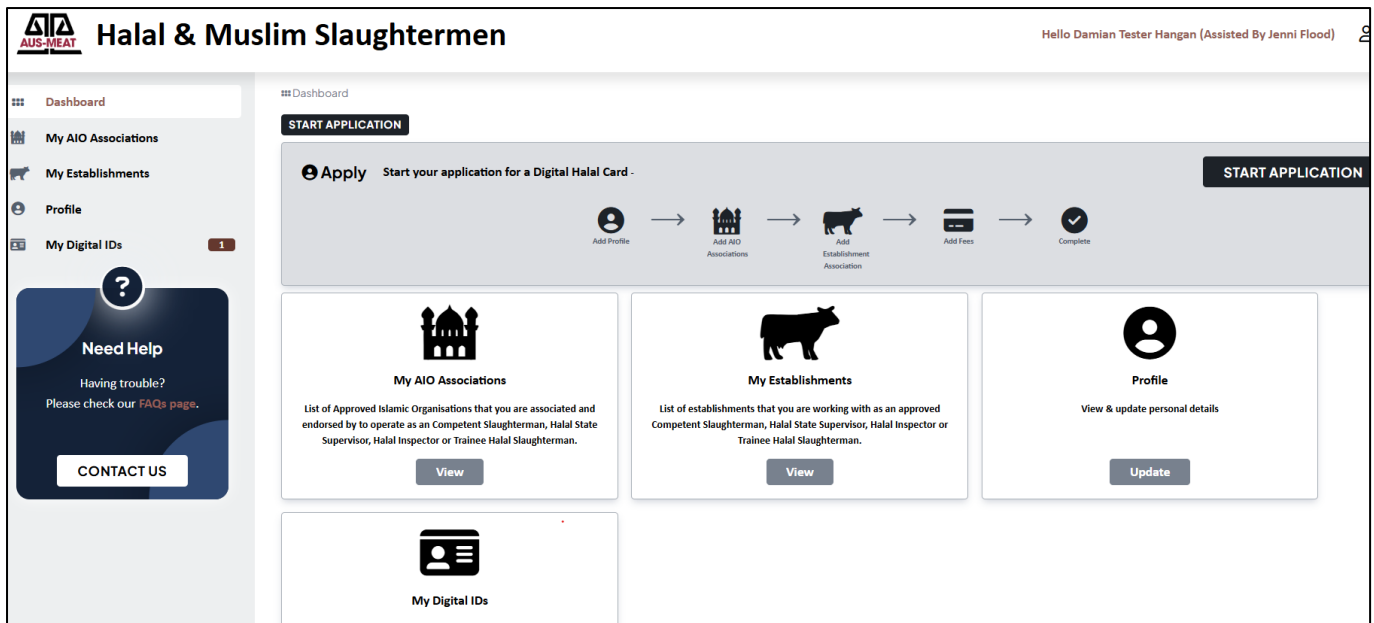 AUS-MEAT
Halal & Muslim Slaughtermen
Hello Damian Tester Hangan (Assisted By Jenni Flood)
Dashboard
My AIO Associations
My Establishments
Profile
My Digital IDs 1
?
Need Help
Having trouble?
Please check our FAQs page.
CONTACT US
Dashboard
START APPLICATION
Apply Start your application for a Digital Halal Card -
START APPLICATION
Add Profile
Add AIO
Associations
Add
Establishment
Association
Add Fees
Complete
My AIO Associations
List of Approved Islamic Organisations that you are associated and
endorsed by to operate as an Competent Slaughterman, Halal State
Supervisor, Halal Inspector or Trainee Halal Slaughterman.
View
My Establishments
List of establishments that you are working with as an approved
Competent Slaughterman, Halal State Supervisor, Halal Inspector or
Trainee Halal Slaughterman.
View
Profile
View & update personal details
Update
My Digital IDs